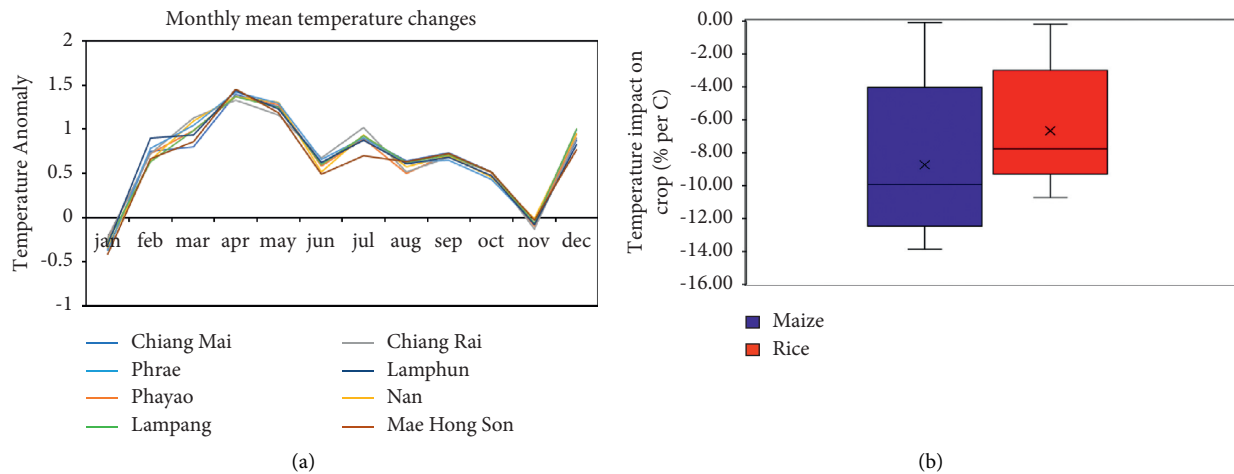 Monthly mean temperature changes
Temperature Anomaly
2
1.5
1
0.5
0
-0.5
-1
jan feb mar apr may jun jul aug sep oct nov dec
Chiang Mai
Chiang Rai
Phrae
Lamphun
Phayao
Nan
Lampang
Mae Hong Son
(a)
Temperature impact on
crop (% per C)
0.00
-2.00
-4.00
-6.00
-8.00
-10.00
-12.00
-14.00
-16.00
Maize
Rice
(b)